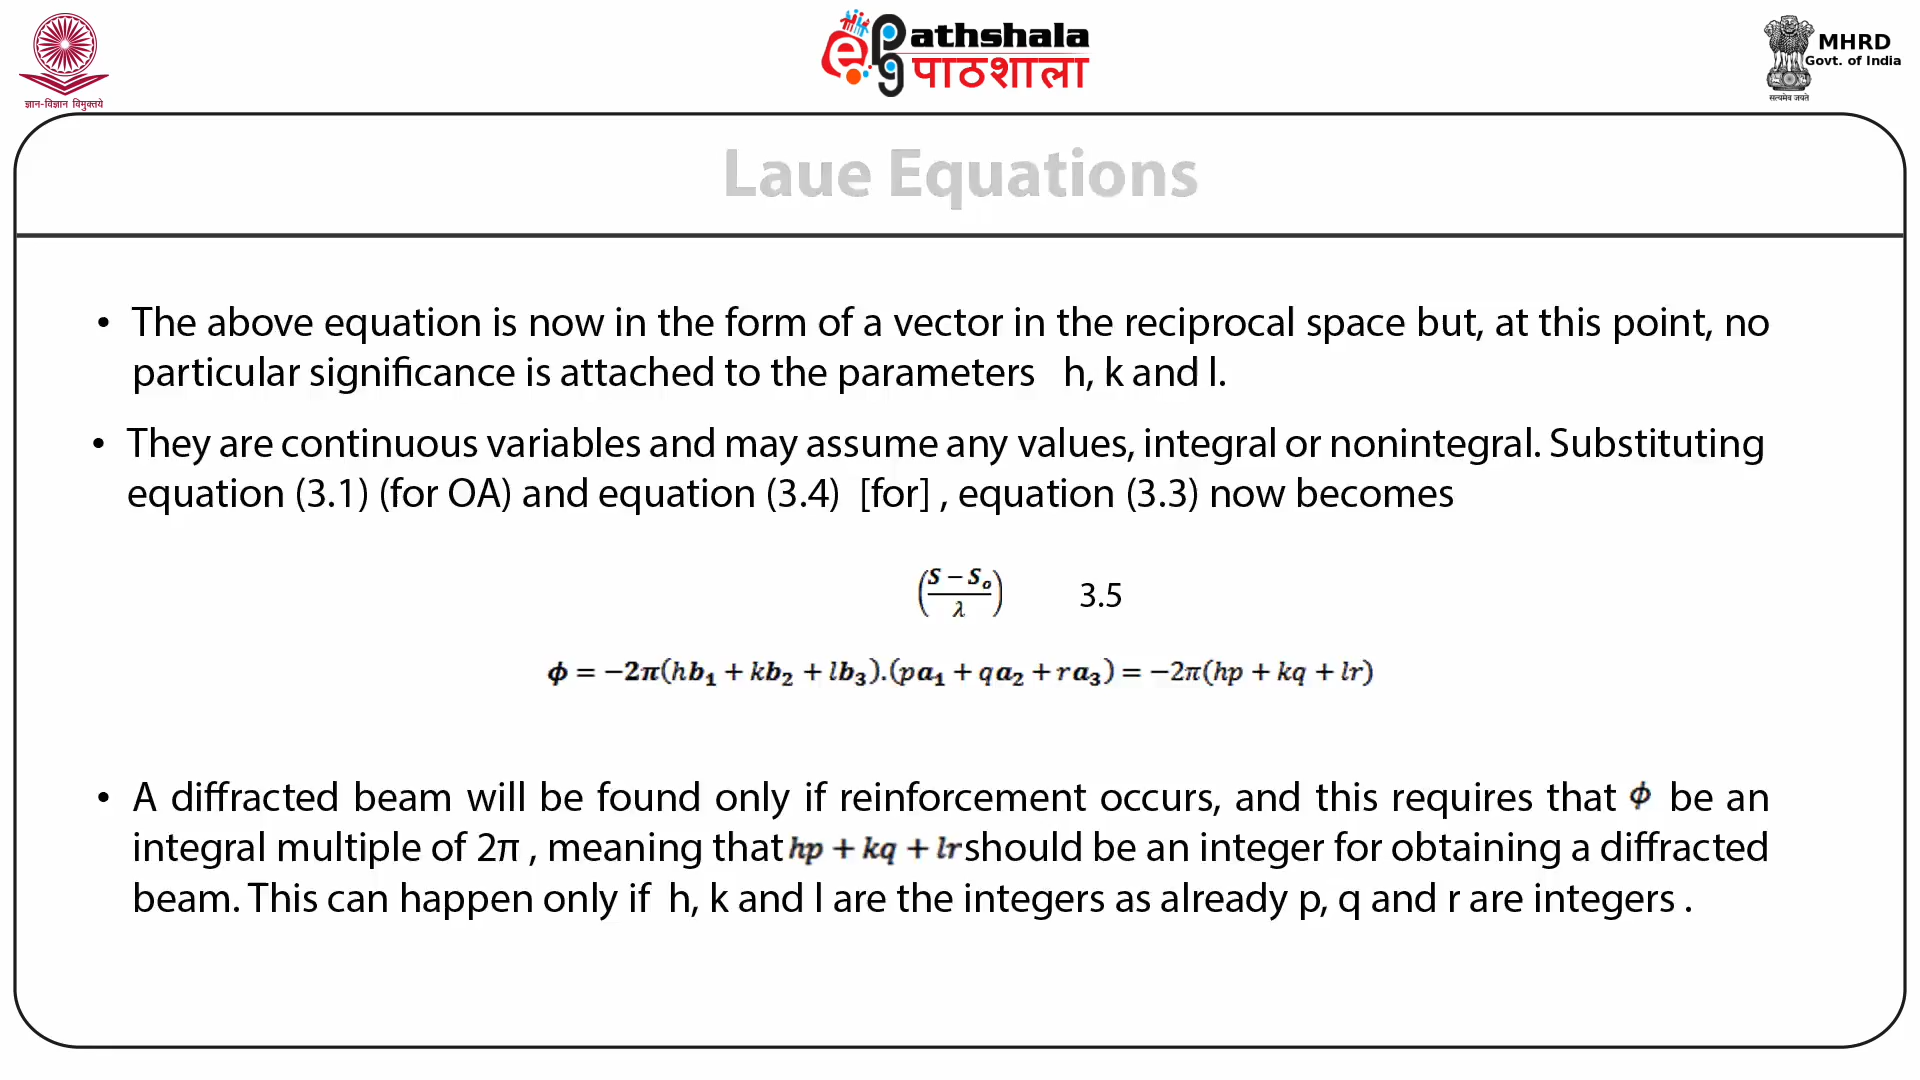 ज्ञान-विज्ञान विमुक्तये
ePathshala
पाठशाला
MHRD
Govt. of India
सत्यमेव जयते
Laue Equations
• The above equation is now in the form of a vector in the reciprocal space but, at this point, no
particular significance is attached to the parameters h, k and l.
• They are continuous variables and may assume any values, integral or nonintegral. Substituting
equation (3.1) (for OA) and equation (3.4) [for] , equation (3.3) now becomes
((S − S₀)/λ) 3.5
ϕ = −2π(hb₁ + kb₂ + lb₃).(pa₁ + qa₂ + ra₃) = −2π(hp + kq + lr)
• A diffracted beam will be found only if reinforcement occurs, and this requires that ϕ be an
integral multiple of 2π , meaning that hp + kq + lr should be an integer for obtaining a diffracted
beam. This can happen only if h, k and l are the integers as already p, q and r are integers .